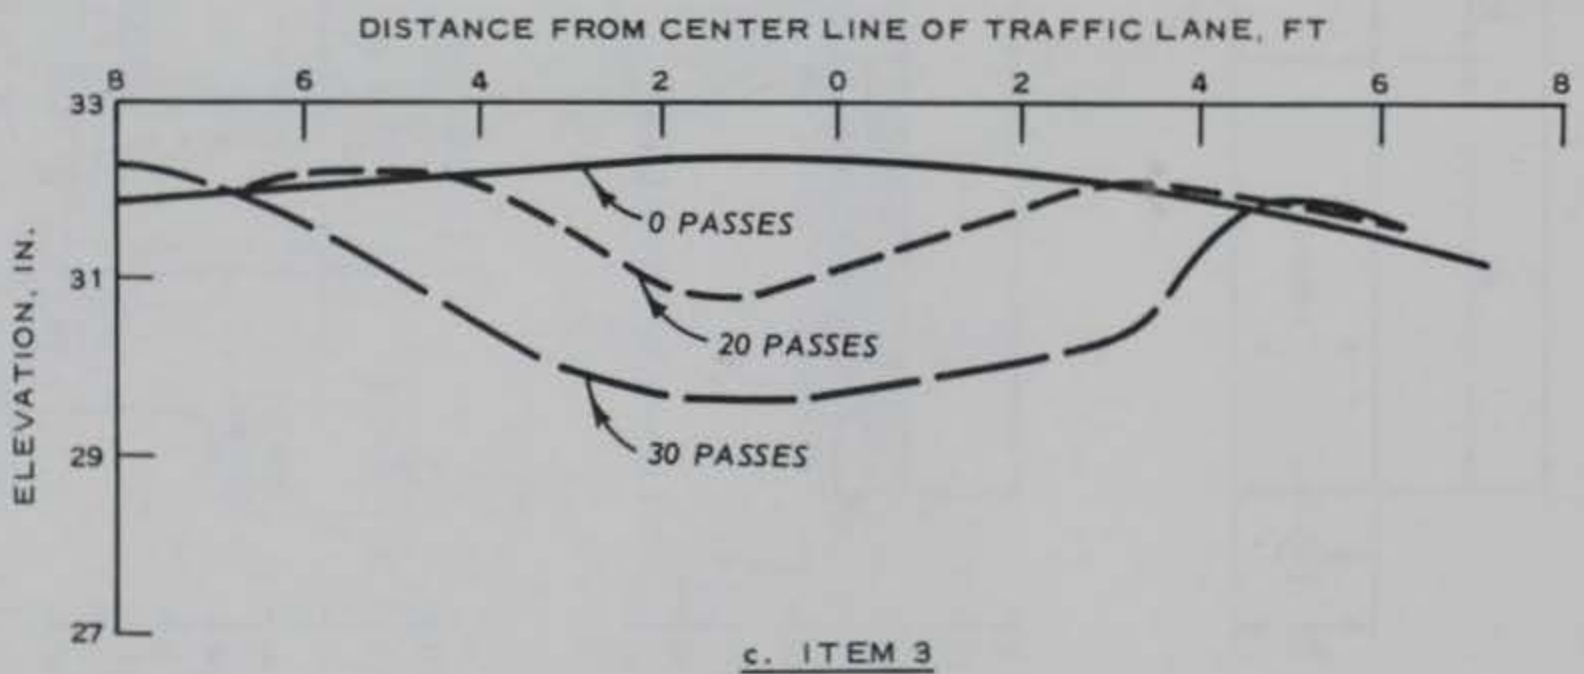 DISTANCE FROM CENTER LINE OF TRAFFIC LANE, FT
8 6 4 2 0 2 4 6 8
33
0 PASSES
ELEVATION, IN.
31
20 PASSES
29
30 PASSES
27
c. ITEM 3